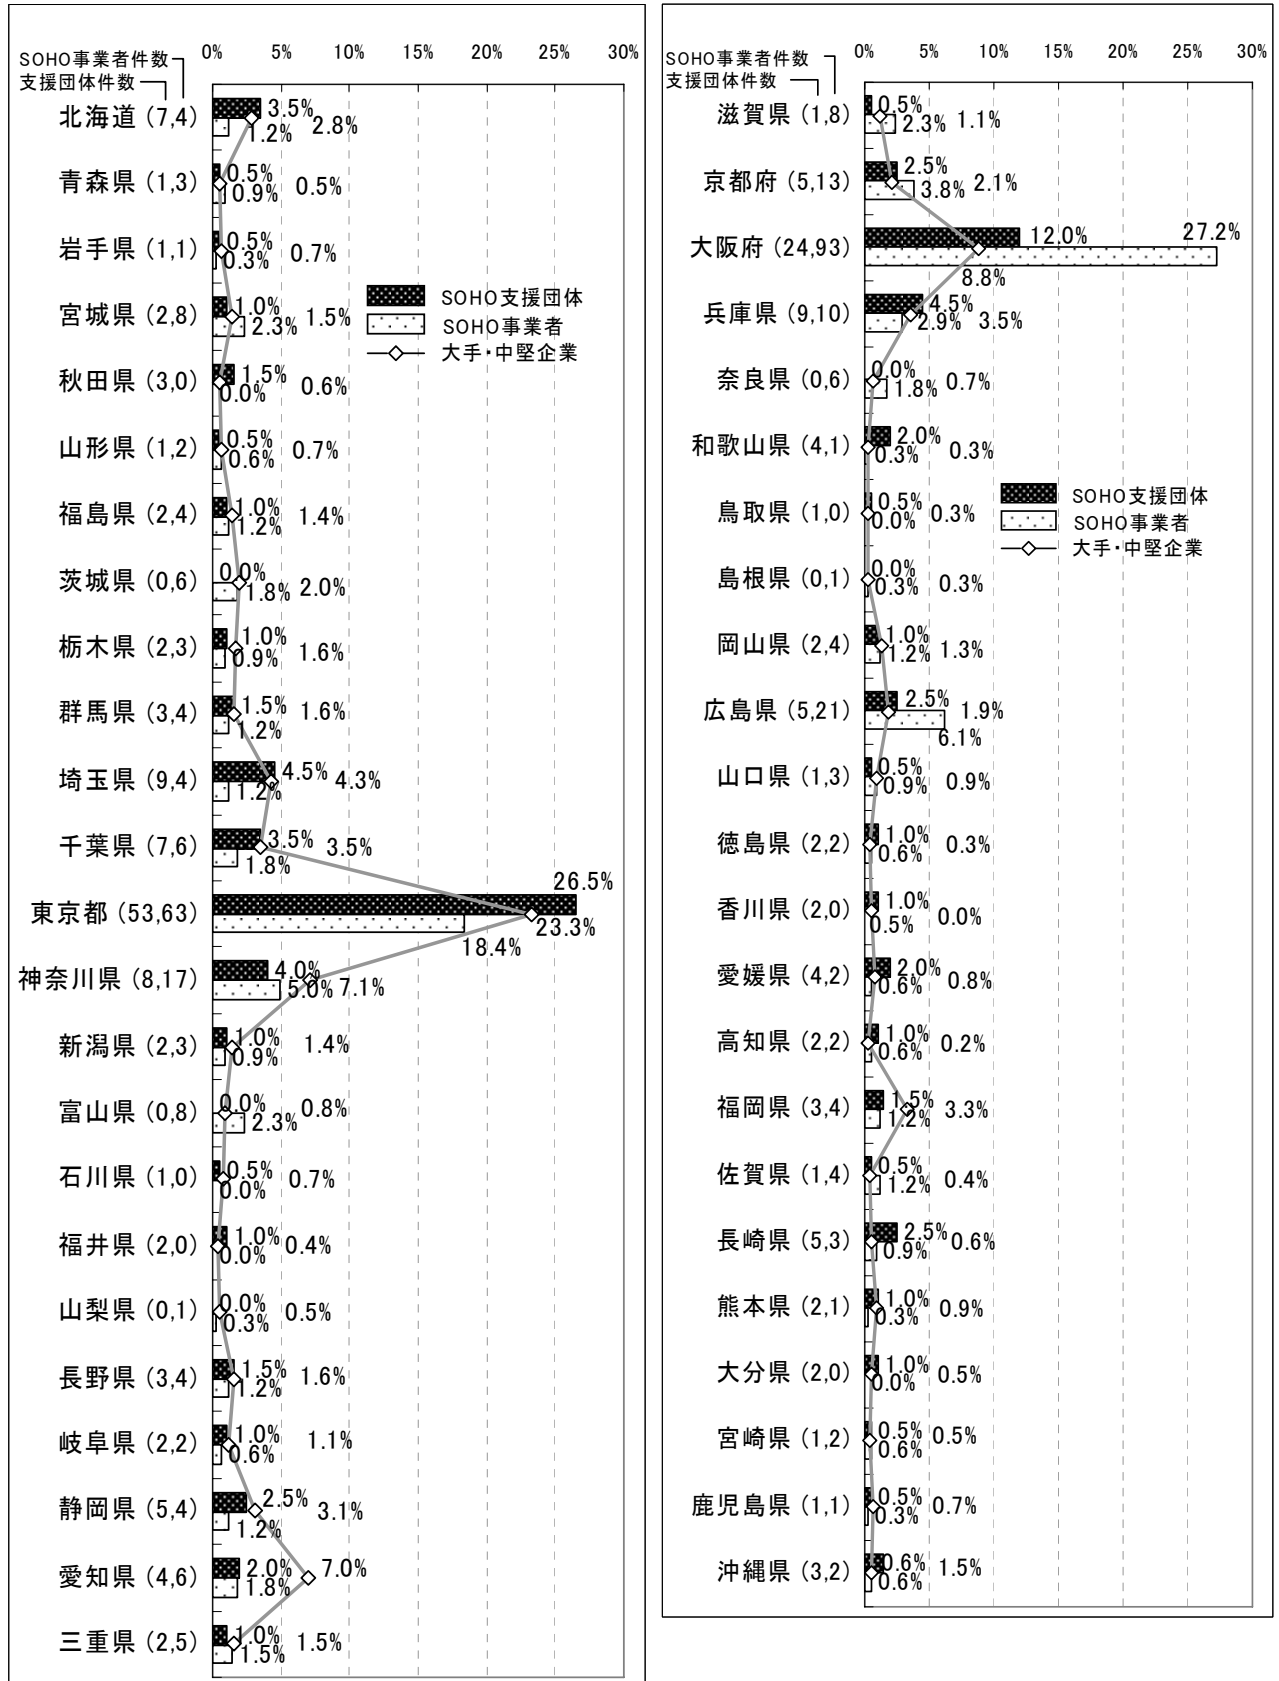 0% 5% 10% 15% 20% 25% 30%
SOHO事業者件数
支援団体件数
北海道 (7,4) 3.5%
1.2% 2.8%
青森県 (1,3) 0.5%
0.9% 0.5%
岩手県 (1,1) 0.5%
0.3% 0.7%
宮城県 (2,8) 1.0%
2.3% 1.5%
SOHO支援団体
SOHO事業者
大手・中堅企業
秋田県 (3,0) 1.5%
0.0% 0.6%
山形県 (1,2) 0.5%
0.6% 0.7%
福島県 (2,4) 1.0%
1.2% 1.4%
茨城県 (0,6) 0.0%
1.8% 2.0%
栃木県 (2,3) 1.0%
0.9% 1.6%
群馬県 (3,4) 1.5% 1.6%
1.2%
埼玉県 (9,4) 4.5% 4.3%
1.2%
千葉県 (7,6) 3.5% 3.5%
1.8%
26.5%
東京都 (53,63) 23.3%
18.4%
神奈川県 (8,17) 4.0%
5.0% 7.1%
新潟県 (2,3) 1.0% 1.4%
0.9%
富山県 (0,8) 0.0% 0.8%
2.3%
石川県 (1,0) 0.5%
0.0% 0.7%
福井県 (2,0) 1.0%
0.0% 0.4%
山梨県 (0,1) 0.0%
0.3% 0.5%
長野県 (3,4) 1.5% 1.6%
1.2%
岐阜県 (2,2) 1.0% 1.1%
0.6%
静岡県 (5,4) 2.5% 3.1%
1.2%
愛知県 (4,6) 2.0% 7.0%
1.8%
三重県 (2,5) 1.0% 1.5%
1.5%
0% 5% 10% 15% 20% 25% 30%
SOHO事業者件数
支援団体件数
滋賀県 (1,8) 0.5%
2.3% 1.1%
京都府 (5,13) 2.5%
3.8% 2.1%
大阪府 (24,93) 12.0% 27.2%
8.8%
兵庫県 (9,10) 4.5%
2.9% 3.5%
奈良県 (0,6) 0.0%
1.8% 0.7%
和歌山県 (4,1) 2.0%
0.3% 0.3%
鳥取県 (1,0) 0.5%
0.0% 0.3%
SOHO支援団体
SOHO事業者
大手・中堅企業
島根県 (0,1) 0.0%
0.3% 0.3%
岡山県 (2,4) 1.0%
1.2% 1.3%
広島県 (5,21) 2.5% 1.9%
6.1%
山口県 (1,3) 0.5%
0.9% 0.9%
徳島県 (2,2) 1.0%
0.6% 0.3%
香川県 (2,0) 1.0%
0.5% 0.0%
愛媛県 (4,2) 2.0%
0.6% 0.8%
高知県 (2,2) 1.0%
0.6% 0.2%
福岡県 (3,4) 1.5%
1.2% 3.3%
佐賀県 (1,4) 0.5%
1.2% 0.4%
長崎県 (5,3) 2.5% 0.6%
0.9%
熊本県 (2,1) 1.0%
0.3% 0.9%
大分県 (2,0) 1.0%
0.0% 0.5%
宮崎県 (1,2) 0.5% 0.5%
0.6%
鹿児島県 (1,1) 0.5%
0.3% 0.7%
沖縄県 (3,2) 0.6% 1.5%
0.6%